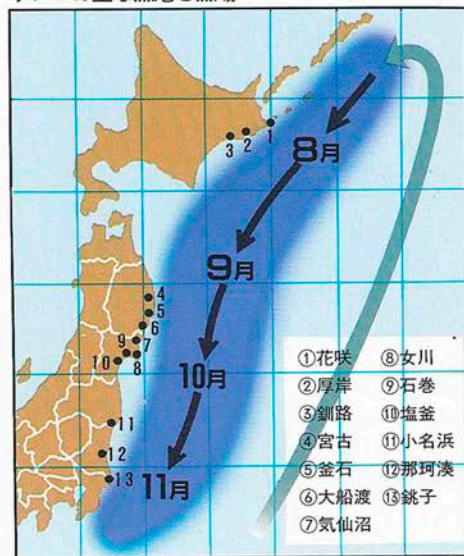 1
2
3
8月
9月
4
5
6
7
9
8
10
10月
11
12
13
11月
①花咲 ⑧女川
②厚岸 ⑨石巻
③釧路 ⑩塩釜
④宮古 ⑪小名浜
⑤釜石 ⑫那珂湊
⑥大船渡 ⑬銚子
⑦気仙沼